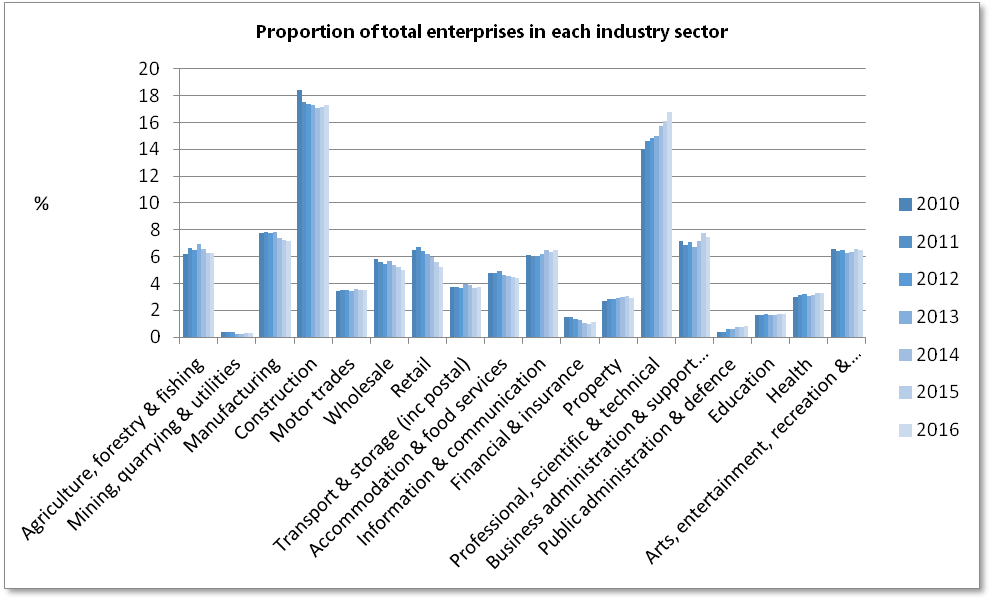 Proportion of total enterprises in each industry sector
20
18
16
14
12
10
8
6
4
2
0
%
Agriculture, forestry & fishing
Mining, quarrying & utilities
Manufacturing
Construction
Motor trades
Wholesale
Retail
Transport & storage (inc postal)
Accommodation & food services
Information & communication
Financial & insurance
Property
Professional, scientific & technical
Business administration & support...
Public administration & defence
Education
Health
Arts, entertainment, recreation &...
2010
2011
2012
2013
2014
2015
2016